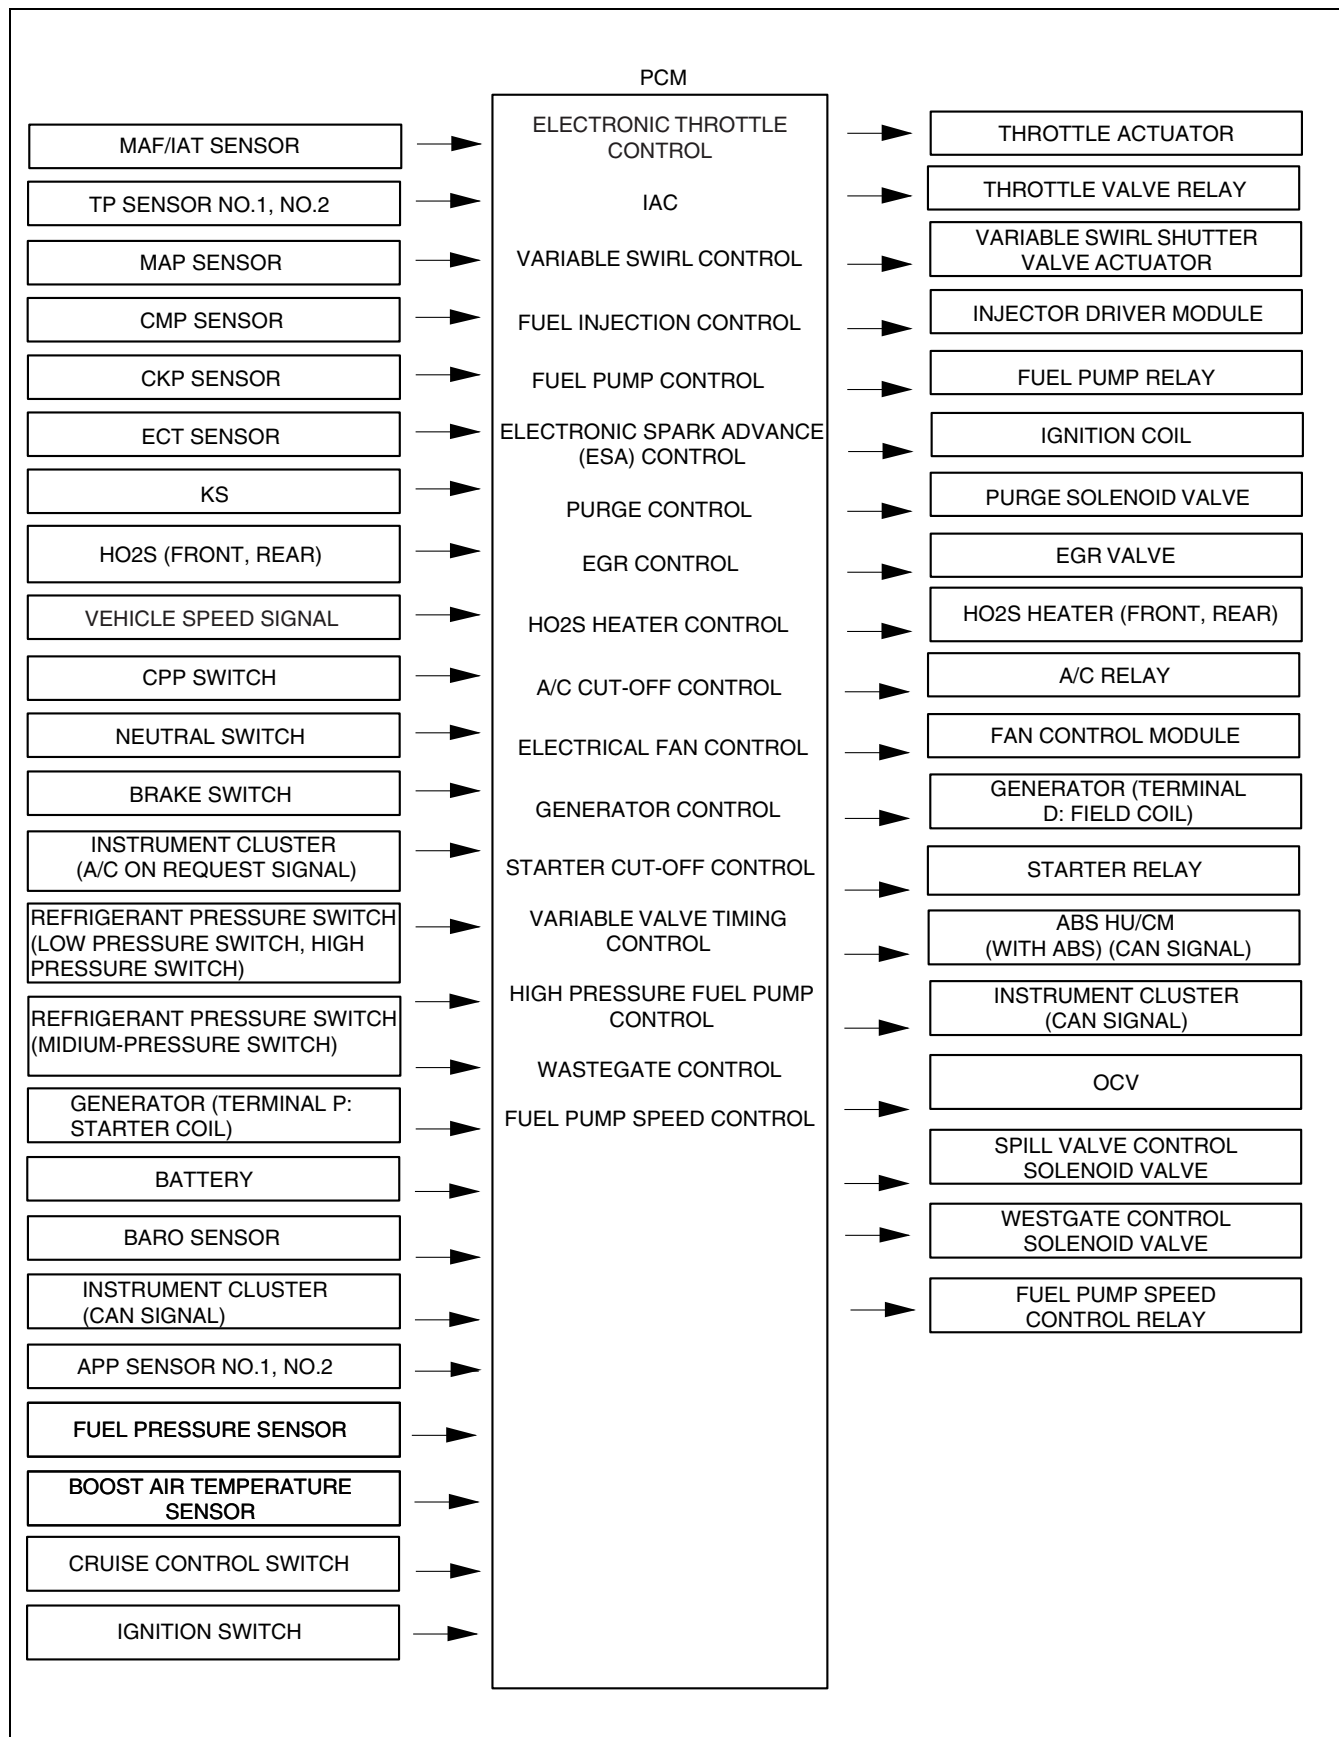 PCM
MAF/IAT SENSOR
TP SENSOR NO.1, NO.2
MAP SENSOR
CMP SENSOR
CKP SENSOR
ECT SENSOR
KS
HO2S (FRONT, REAR)
VEHICLE SPEED SIGNAL
CPP SWITCH
NEUTRAL SWITCH
BRAKE SWITCH
INSTRUMENT CLUSTER
(A/C ON REQUEST SIGNAL)
REFRIGERANT PRESSURE SWITCH
(LOW PRESSURE SWITCH, HIGH
PRESSURE SWITCH)
REFRIGERANT PRESSURE SWITCH
(MIDIUM-PRESSURE SWITCH)
GENERATOR (TERMINAL P:
STARTER COIL)
BATTERY
BARO SENSOR
INSTRUMENT CLUSTER
(CAN SIGNAL)
APP SENSOR NO.1, NO.2
FUEL PRESSURE SENSOR
BOOST AIR TEMPERATURE
SENSOR
CRUISE CONTROL SWITCH
IGNITION SWITCH
ELECTRONIC THROTTLE
CONTROL
IAC
VARIABLE SWIRL CONTROL
FUEL INJECTION CONTROL
FUEL PUMP CONTROL
ELECTRONIC SPARK ADVANCE
(ESA) CONTROL
PURGE CONTROL
EGR CONTROL
HO2S HEATER CONTROL
A/C CUT-OFF CONTROL
ELECTRICAL FAN CONTROL
GENERATOR CONTROL
STARTER CUT-OFF CONTROL
VARIABLE VALVE TIMING
CONTROL
HIGH PRESSURE FUEL PUMP
CONTROL
WASTEGATE CONTROL
FUEL PUMP SPEED CONTROL
THROTTLE ACTUATOR
THROTTLE VALVE RELAY
VARIABLE SWIRL SHUTTER
VALVE ACTUATOR
INJECTOR DRIVER MODULE
FUEL PUMP RELAY
IGNITION COIL
PURGE SOLENOID VALVE
EGR VALVE
HO2S HEATER (FRONT, REAR)
A/C RELAY
FAN CONTROL MODULE
GENERATOR (TERMINAL
D: FIELD COIL)
STARTER RELAY
ABS HU/CM
(WITH ABS) (CAN SIGNAL)
INSTRUMENT CLUSTER
(CAN SIGNAL)
OCV
SPILL VALVE CONTROL
SOLENOID VALVE
WESTGATE CONTROL
SOLENOID VALVE
FUEL PUMP SPEED
CONTROL RELAY